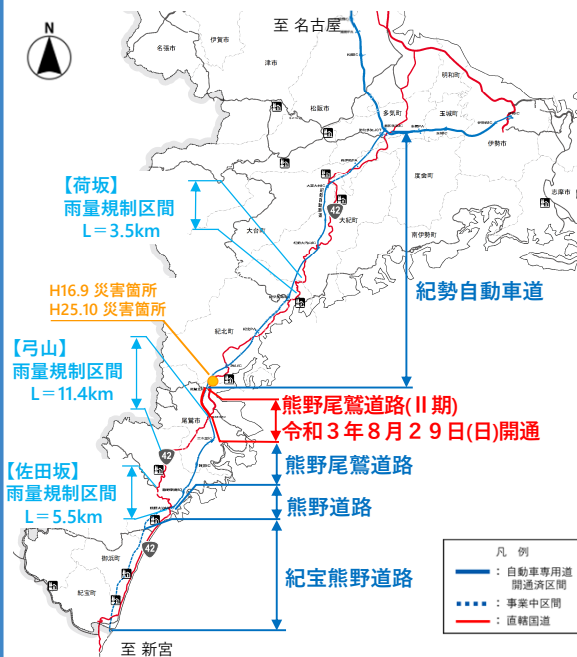 N
至 名古屋
伊賀市
名張市
津市
明和町
松阪市
多気町
玉城町
伊勢市
度会町
志摩市
【荷坂】
雨量規制区間
L=3.5km
42
大紀町
大台町
南伊勢町
紀勢自動車道
H16.9 災害箇所
H25.10 災害箇所
紀北町
【弓山】
雨量規制区間
L=11.4km
熊野尾鷲道路(Ⅱ期)
令和3年8月29日(日)開通
尾鷲市
42
熊野尾鷲道路
【佐田坂】
雨量規制区間
L=5.5km
熊野道路
42
御浜町
紀宝町
紀宝熊野道路
凡 例
: 自動車専用道
開通済区間
: 事業中区間
: 直轄国道
至 新宮